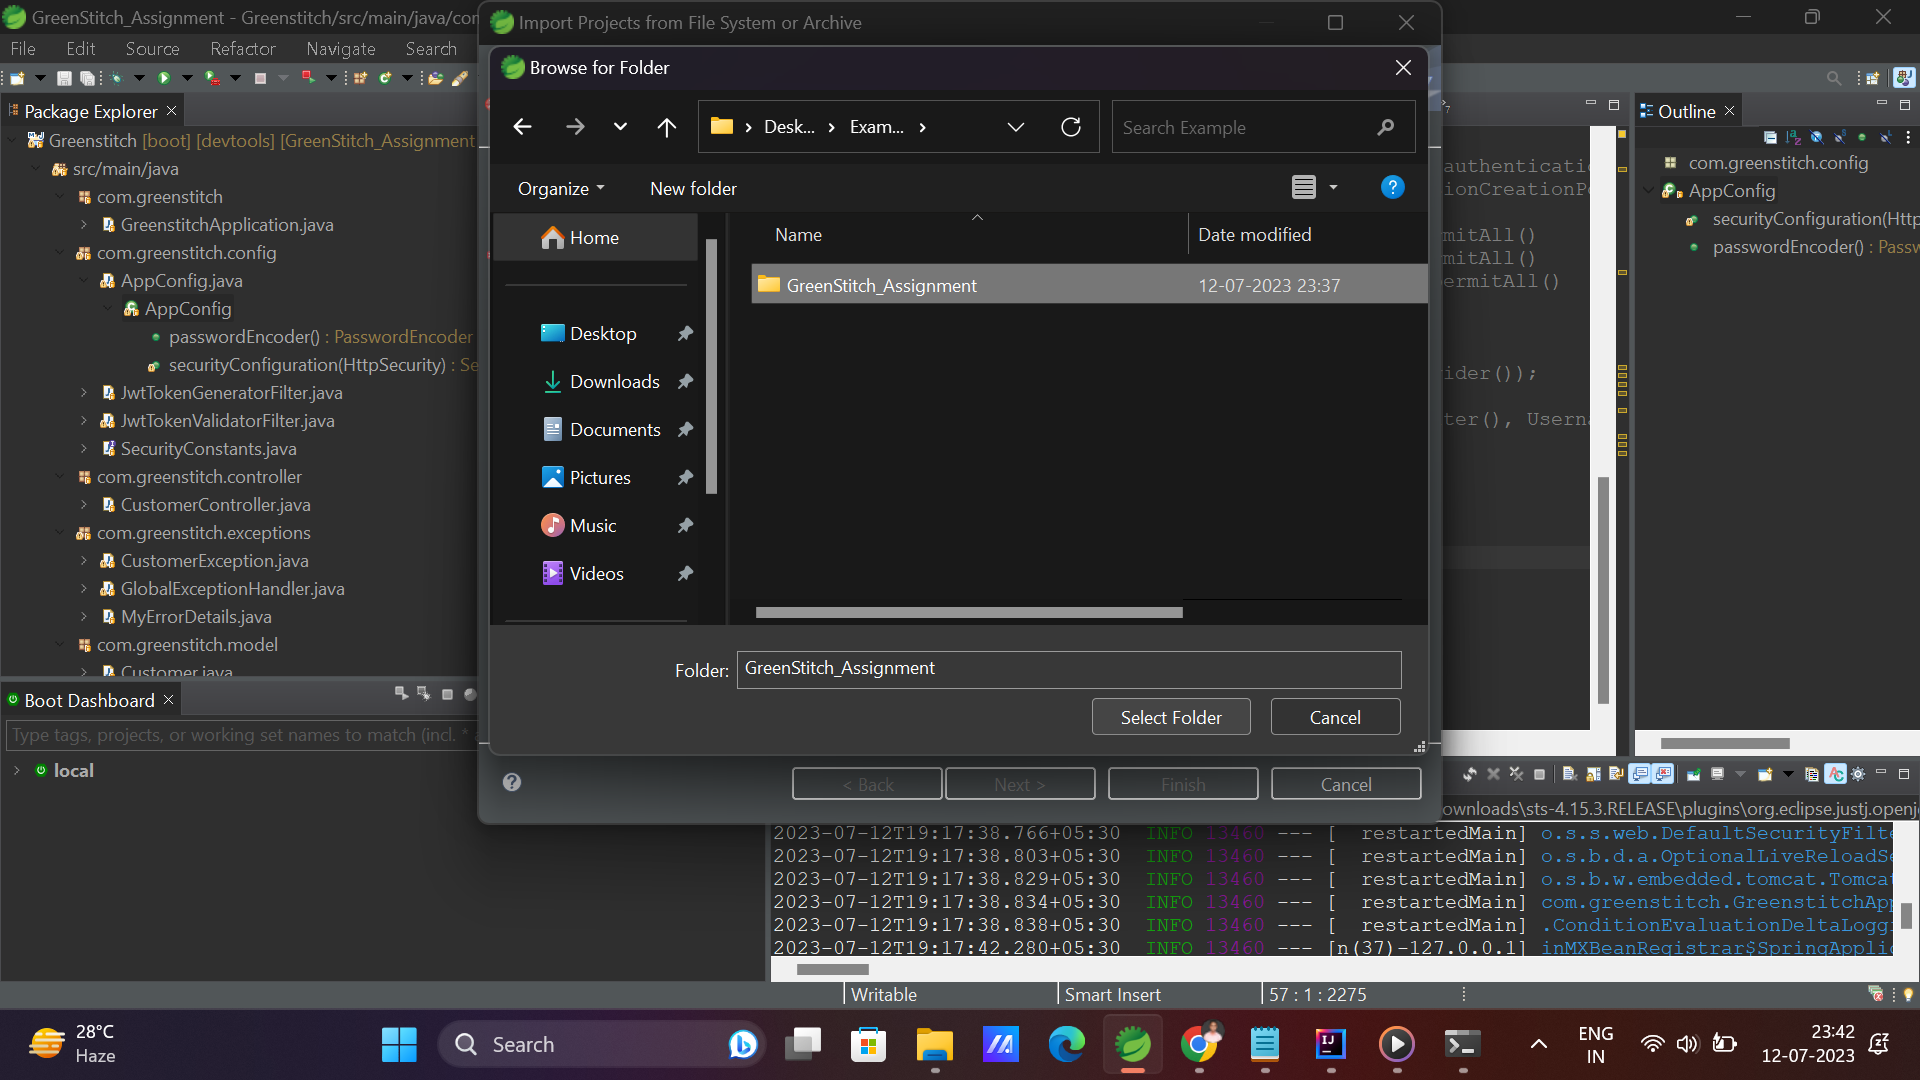 GreenStitch_Assignment - Greenstitch/src/main/java/con
File Edit Source Refactor Navigate Search
Package Explorer
Greenstitch [boot] [devtools] [GreenStitch_Assignment
src/main/java
com.greenstitch
GreenstitchApplication.java
com.greenstitch.config
AppConfig.java
AppConfig
passwordEncoder() : PasswordEncoder
securityConfiguration(HttpSecurity) : Se
JwtTokenGeneratorFilter.java
JwtTokenValidatorFilter.java
SecurityConstants.java
com.greenstitch.controller
CustomerController.java
com.greenstitch.exceptions
CustomerException.java
GlobalExceptionHandler.java
MyErrorDetails.java
com.greenstitch.model
Customer.java
Boot Dashboard
Type tags, projects, or working set names to match (incl. *
local
Import Projects from File System or Archive
Browse for Folder
Desk... Exam...
Search Example
Organize New folder
Home
Desktop
Downloads
Documents
Pictures
Music
Videos
Name Date modified
GreenStitch_Assignment 12-07-2023 23:37
Folder: GreenStitch_Assignment
Select Folder Cancel
< Back Next > Finish Cancel
authenticatio
ionCreationPo
mitAll()
mitAll()
ermitAll()
ider());
ter(), Userna
Outline
com.greenstitch.config
AppConfig
securityConfiguration(Http
passwordEncoder() : Passw
ownloads\sts-4.15.3.RELEASE\plugins\org.eclipse.justj.openj
2023-07-12T19:17:38.766+05:30 INFO 13460 --- [ restartedMain] o.s.s.web.DefaultSecurityFilte
2023-07-12T19:17:38.803+05:30 INFO 13460 --- [ restartedMain] o.s.b.d.a.OptionalLiveReloadSe
2023-07-12T19:17:38.829+05:30 INFO 13460 --- [ restartedMain] o.s.b.w.embedded.tomcat.Tomcat
2023-07-12T19:17:38.834+05:30 INFO 13460 --- [ restartedMain] com.greenstitch.GreenstitchApp
2023-07-12T19:17:38.838+05:30 INFO 13460 --- [ restartedMain] .ConditionEvaluationDeltaLoggi
2023-07-12T19:17:42.280+05:30 INFO 13460 --- [n(37)-127.0.0.1] inMXBeanRegistrar$SpringApplic
Writable Smart Insert 57 : 1 : 2275
28°C
Haze
Search
ENG
IN
23:42
12-07-2023